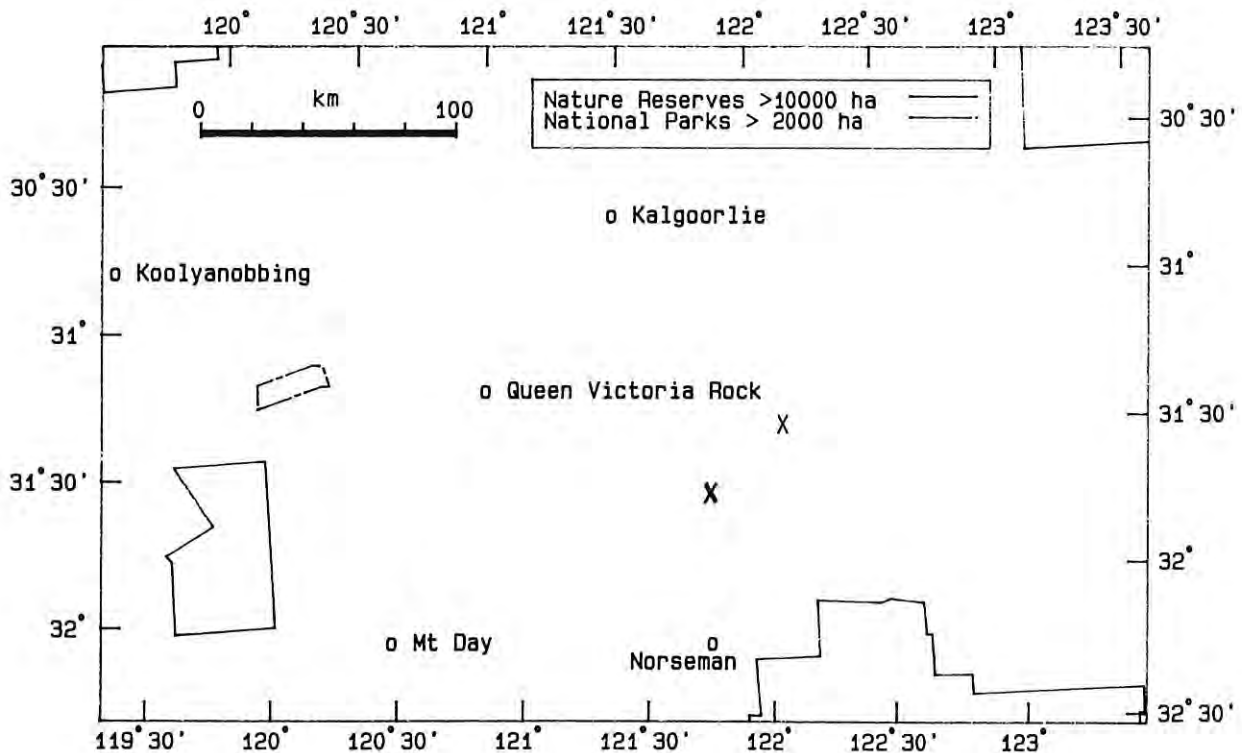 120° 120°30' 121° 121°30' 122° 122°30' 123° 123°30'
km
0 100
Nature Reserves >10000 ha
National Parks > 2000 ha
30°30'
30°30'
o Kalgoorlie
o Koolyanobbing
31°
31°
o Queen Victoria Rock
X
31°30'
31°30'
X
32°
32°
o Mt Day
o
Norseman
32°30'
119°30' 120° 121° 121°30' 122° 122°30' 123°